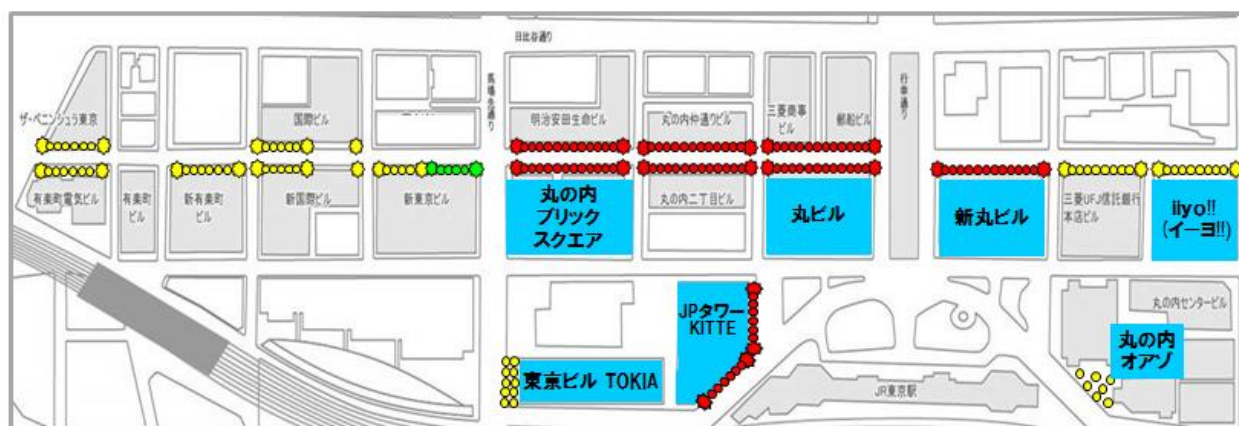 日比谷通り
馬場先通り
行幸通り
ザ・ペニンシュラ東京
国際ビル
明治安田生命ビル
丸の内仲通りビル
三菱商事
ビル
郵船ビル
有楽町電気ビル
有楽町
ビル
新有楽町
ビル
新国際ビル
新東京ビル
丸の内
ブリック
スクエア
丸の内二丁目ビル
丸ビル
新丸ビル
三菱UFJ信託銀行
本店ビル
iiyo!!
(イーヨ!!)
JPタワー
KITTE
東京ビル TOKIA
JR東京駅
丸の内センタービル
丸の内
オアゾ